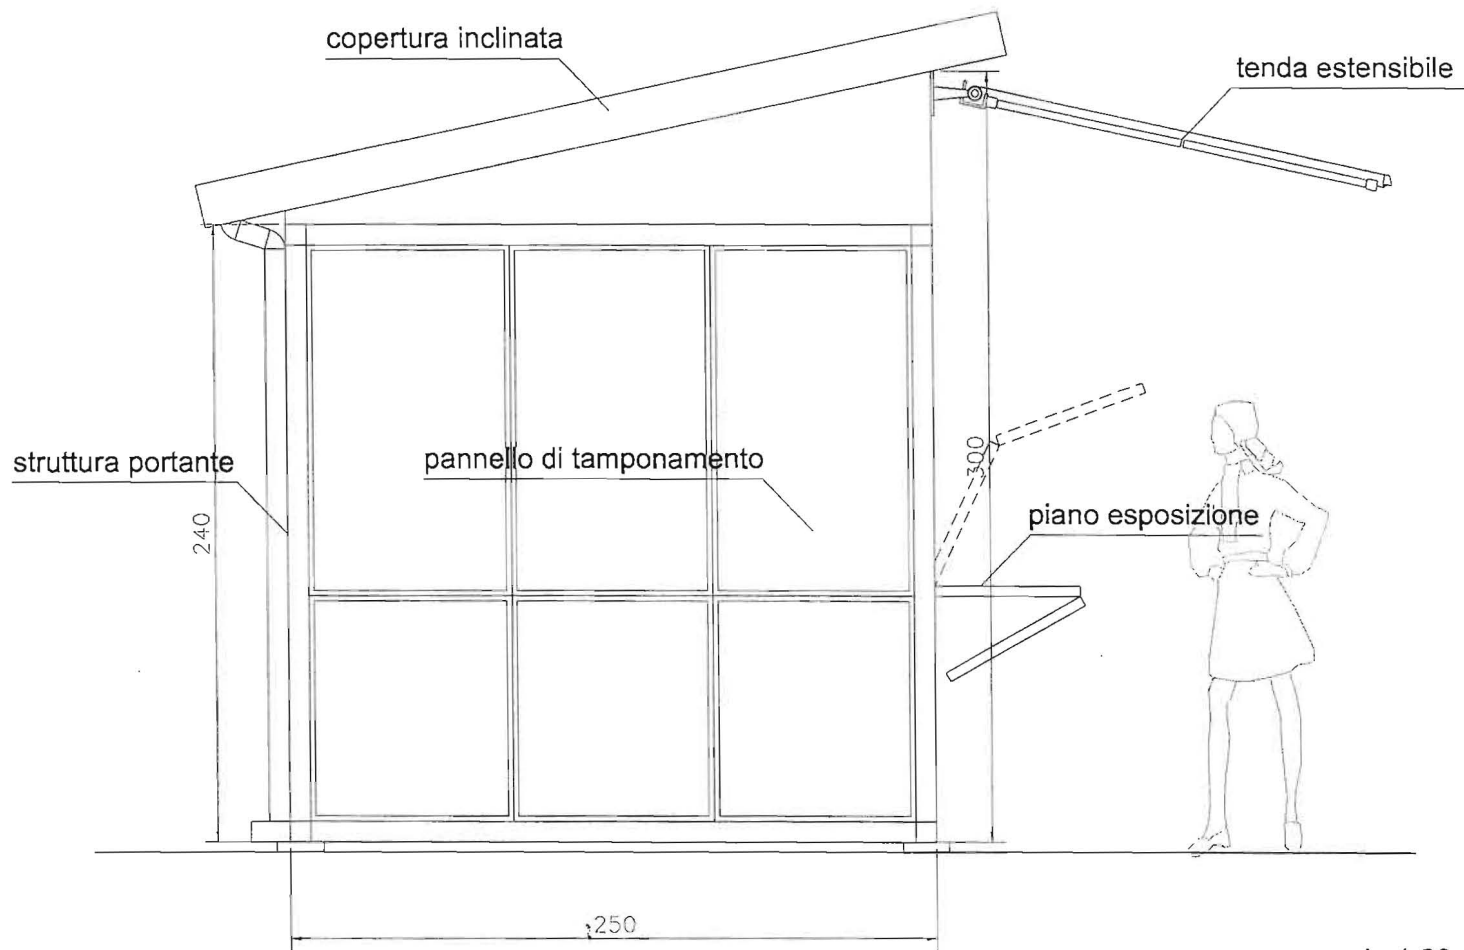 copertura inclinata
tenda estensibile
struttura portante
pannello di tamponamento
300
piano esposizione
240
250